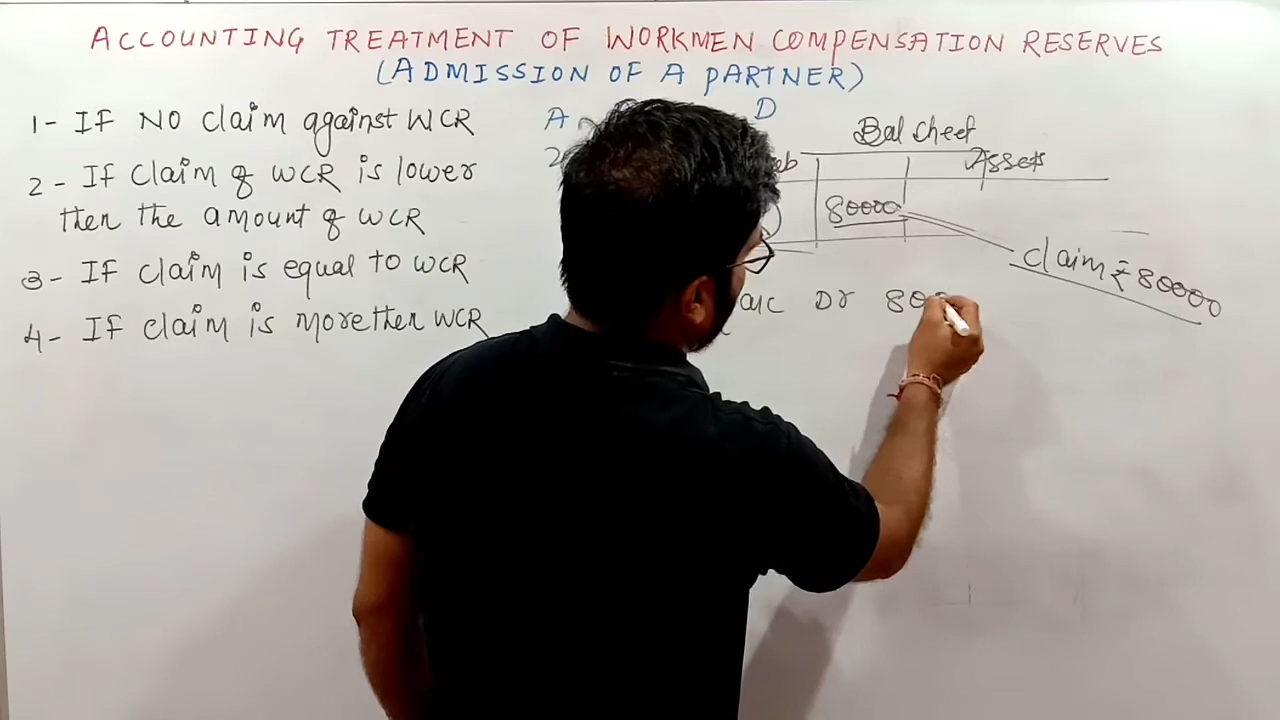 ACCOUNTING TREATMENT OF WORKMEN COMPENSATION RESERVES
(ADMISSION OF A PARTNER)
1- IF NO claim against WCR
2- If claim of WCR is lower
then the amount of WCR
3- If claim is equal to WCR
4- If claim is more then WCR
A D
2
Bal cheet
Assets
80000
claim ₹ 80000
a/c Dr 800